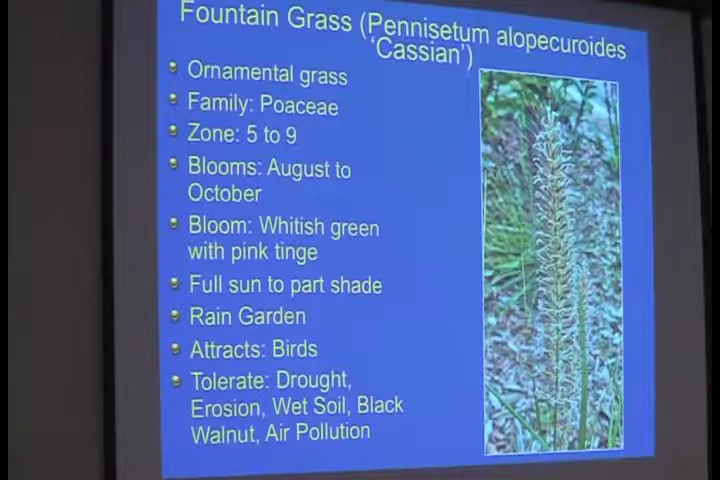 Fountain Grass (Pennisetum alopecuroides
'Cassian')
Ornamental grass
Family: Poaceae
Zone: 5 to 9
Blooms: August to
October
Bloom: Whitish green
with pink tinge
Full sun to part shade
Rain Garden
Attracts: Birds
Tolerate: Drought,
Erosion, Wet Soil, Black
Walnut, Air Pollution